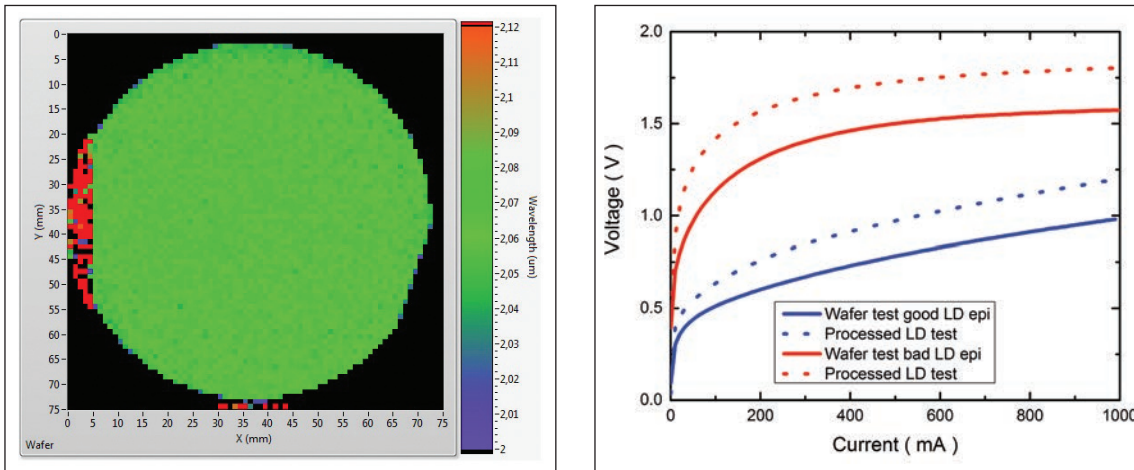 0
5
10
15
20
25
30
35
40
45
50
55
60
65
70
75
Y (mm)
0 5 10 15 20 25 30 35 40 45 50 55 60 65 70 75
X (mm)
Wafer
2,12
2,11
2,1
2,09
2,08
2,07
2,06
2,05
2,04
2,03
2,02
2,01
2
Wavelength (um)
2.0
1.5
1.0
0.5
0.0
Voltage ( V )
Wafer test good LD epi
Processed LD test
Wafer test bad LD epi
Processed LD test
0 200 400 600 800 1000
Current ( mA )